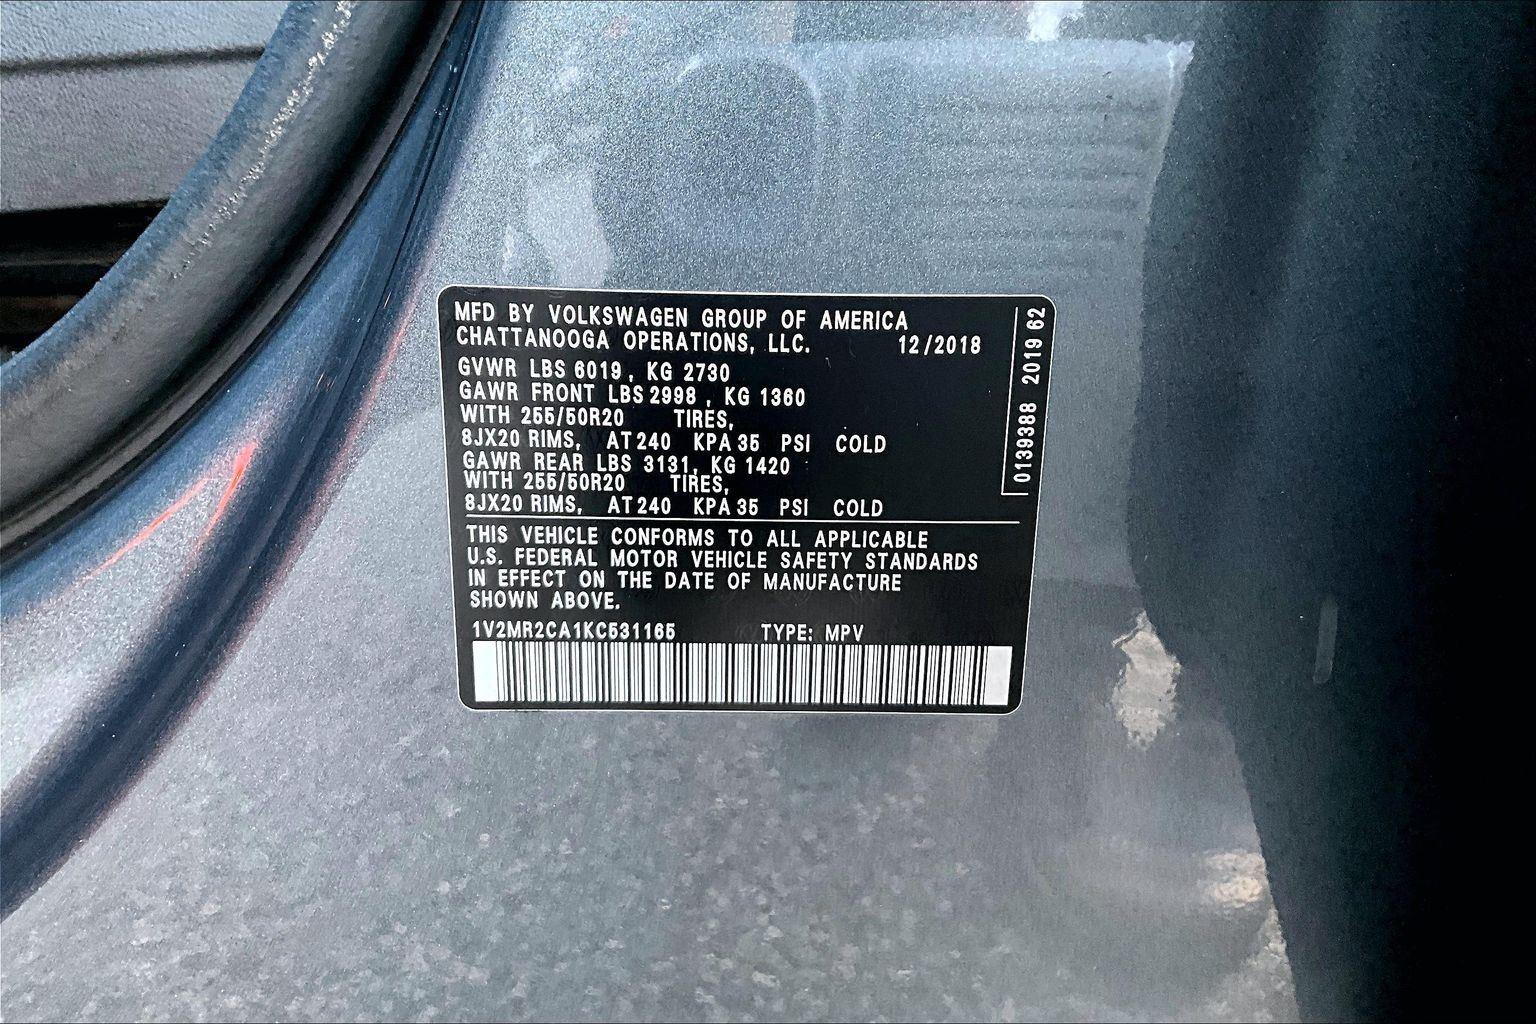 MFD BY VOLKSWAGEN GROUP OF AMERICA
CHATTANOOGA OPERATIONS, LLC. 12/2018
GVWR LBS 6019, KG 2730
GAWR FRONT LBS 2998, KG 1360
WITH 255/50R20 TIRES,
8JX20 RIMS, AT 240 KPA 35 PSI COLD
GAWR REAR LBS 3131, KG 1420
WITH 255/50R20 TIRES,
8JX20 RIMS, AT 240 KPA 35 PSI COLD
THIS VEHICLE CONFORMS TO ALL APPLICABLE
U.S. FEDERAL MOTOR VEHICLE SAFETY STANDARDS
IN EFFECT ON THE DATE OF MANUFACTURE
SHOWN ABOVE.
1V2MR2CA1KC531165 TYPE: MPV
0139388 2019 62